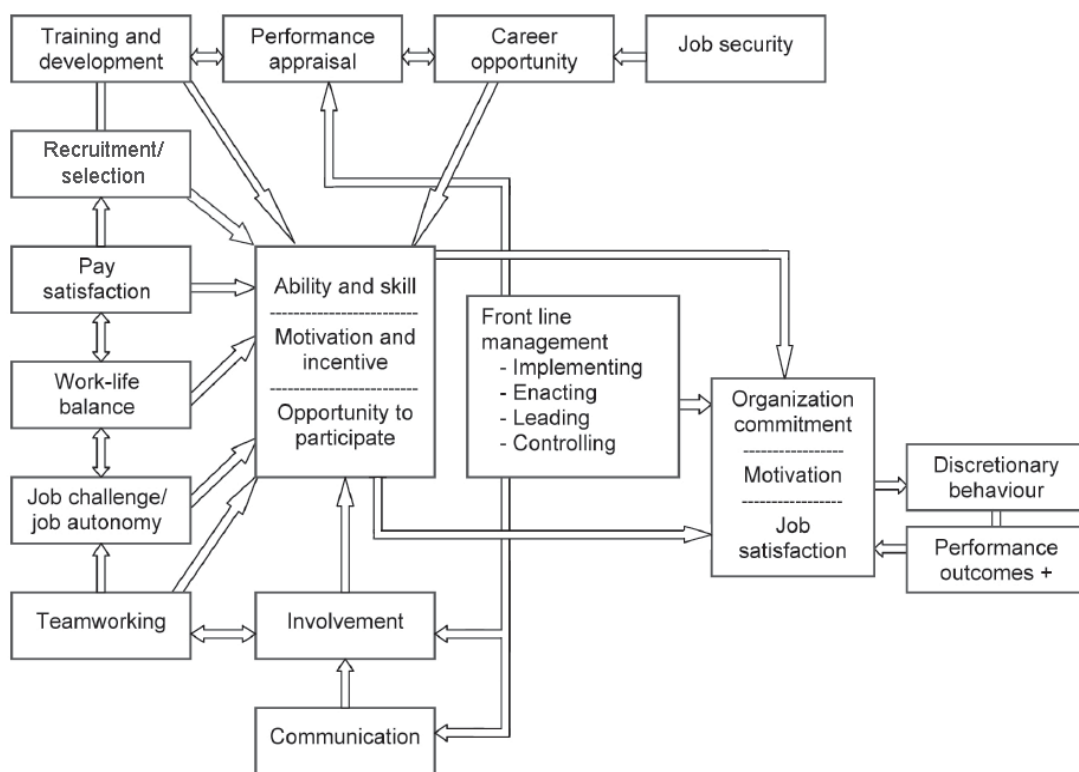 Training and
development
Performance
appraisal
Career
opportunity
Job security
Recruitment/
selection
Pay
satisfaction
Work-life
balance
Job challenge/
job autonomy
Teamworking
Ability and skill
Motivation and
incentive
Opportunity to
participate
Involvement
Communication
Front line
management
- Implementing
- Enacting
- Leading
- Controlling
Organization
commitment
Motivation
Job
satisfaction
Discretionary
behaviour
Performance
outcomes +